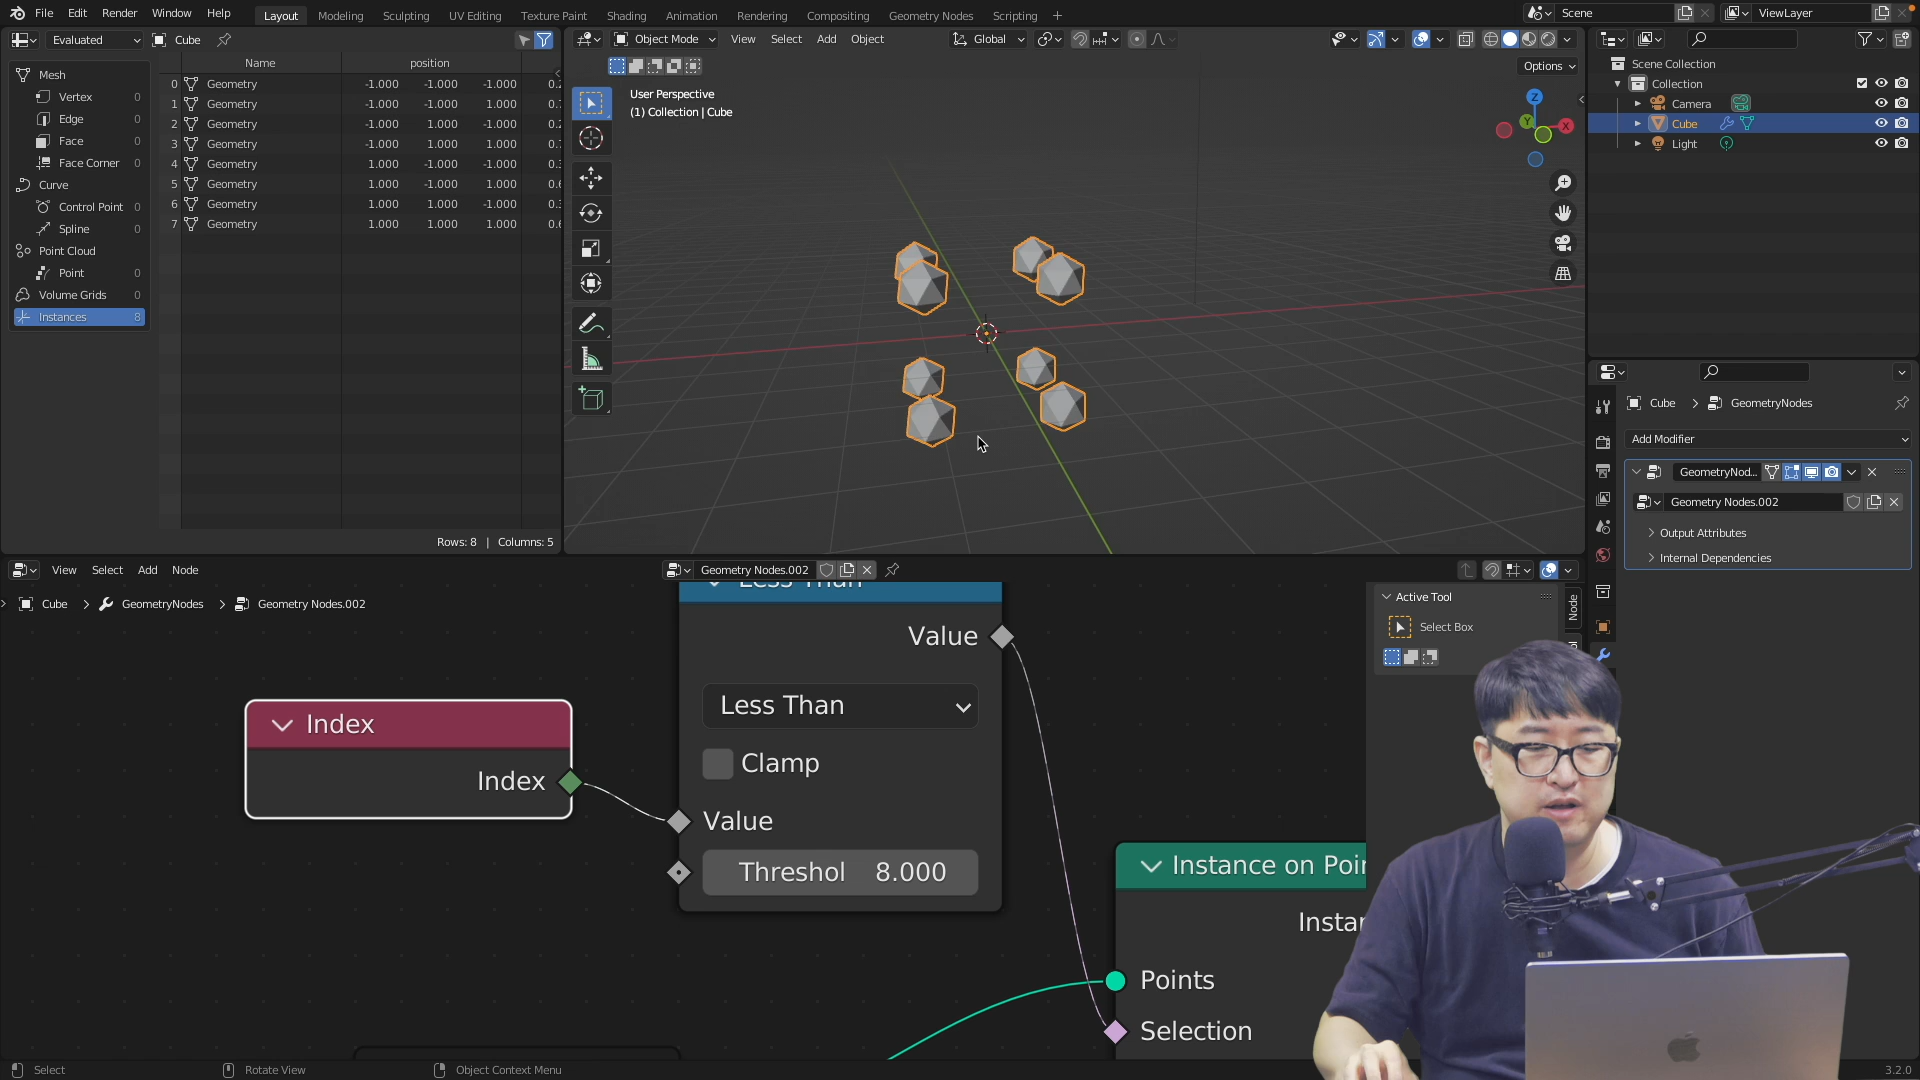 File Edit Render Window Help Layout Modeling Sculpting UV Editing Texture Paint Shading Animation Rendering Compositing Geometry Nodes Scripting Scene ViewLayer
Evaluated Cube Object Mode View Select Add Object Global
Options
Name position
Mesh
Vertex 0
Edge 0
Face 0
Face Corner 0
Curve
Control Point 0
Spline 0
Point Cloud
Point 0
Volume Grids 0
Instances 8
0 Geometry -1.000 -1.000 -1.000
1 Geometry -1.000 -1.000 1.000
2 Geometry -1.000 1.000 -1.000
3 Geometry -1.000 1.000 1.000
4 Geometry 1.000 -1.000 -1.000
5 Geometry 1.000 -1.000 1.000
6 Geometry 1.000 1.000 -1.000
7 Geometry 1.000 1.000 1.000
Rows: 8 | Columns: 5
User Perspective
(1) Collection | Cube
Z
Y
X
Scene Collection
Collection
Camera
Cube
Light
Cube GeometryNodes
Add Modifier
GeometryNod...
Geometry Nodes.002
Output Attributes
Internal Dependencies
View Select Add Node Geometry Nodes.002
Cube GeometryNodes Geometry Nodes.002
Less Than
Value
Less Than
Clamp
Value
Threshol 8.000
Index
Index
Instance on Poi
Instar
Points
Selection
Active Tool
Select Box
Node
Select Rotate View Object Context Menu 3.2.0